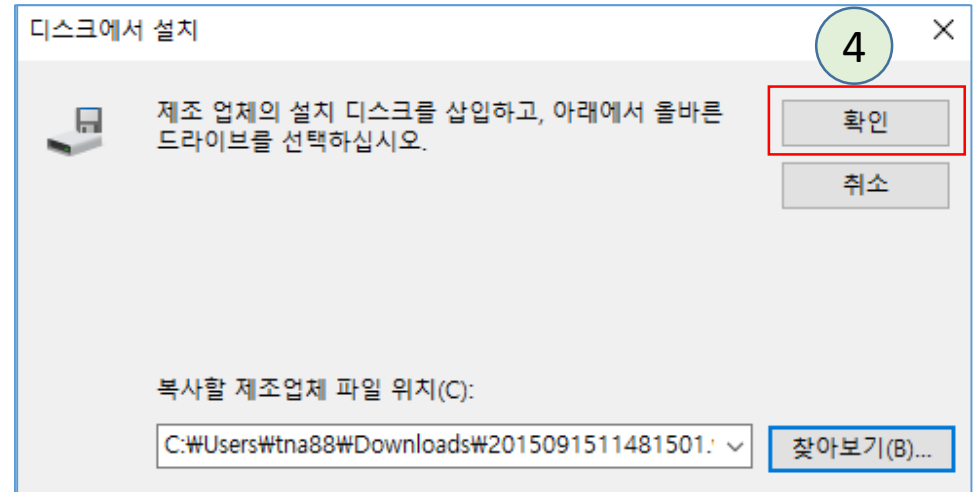 디스크에서 설치
4
제조 업체의 설치 디스크를 삽입하고, 아래에서 올바른
드라이브를 선택하십시오.
확인
취소
복사할 제조업체 파일 위치(C):
C:₩Users₩tna88₩Downloads₩2015091511481501.
찾아보기(B)...